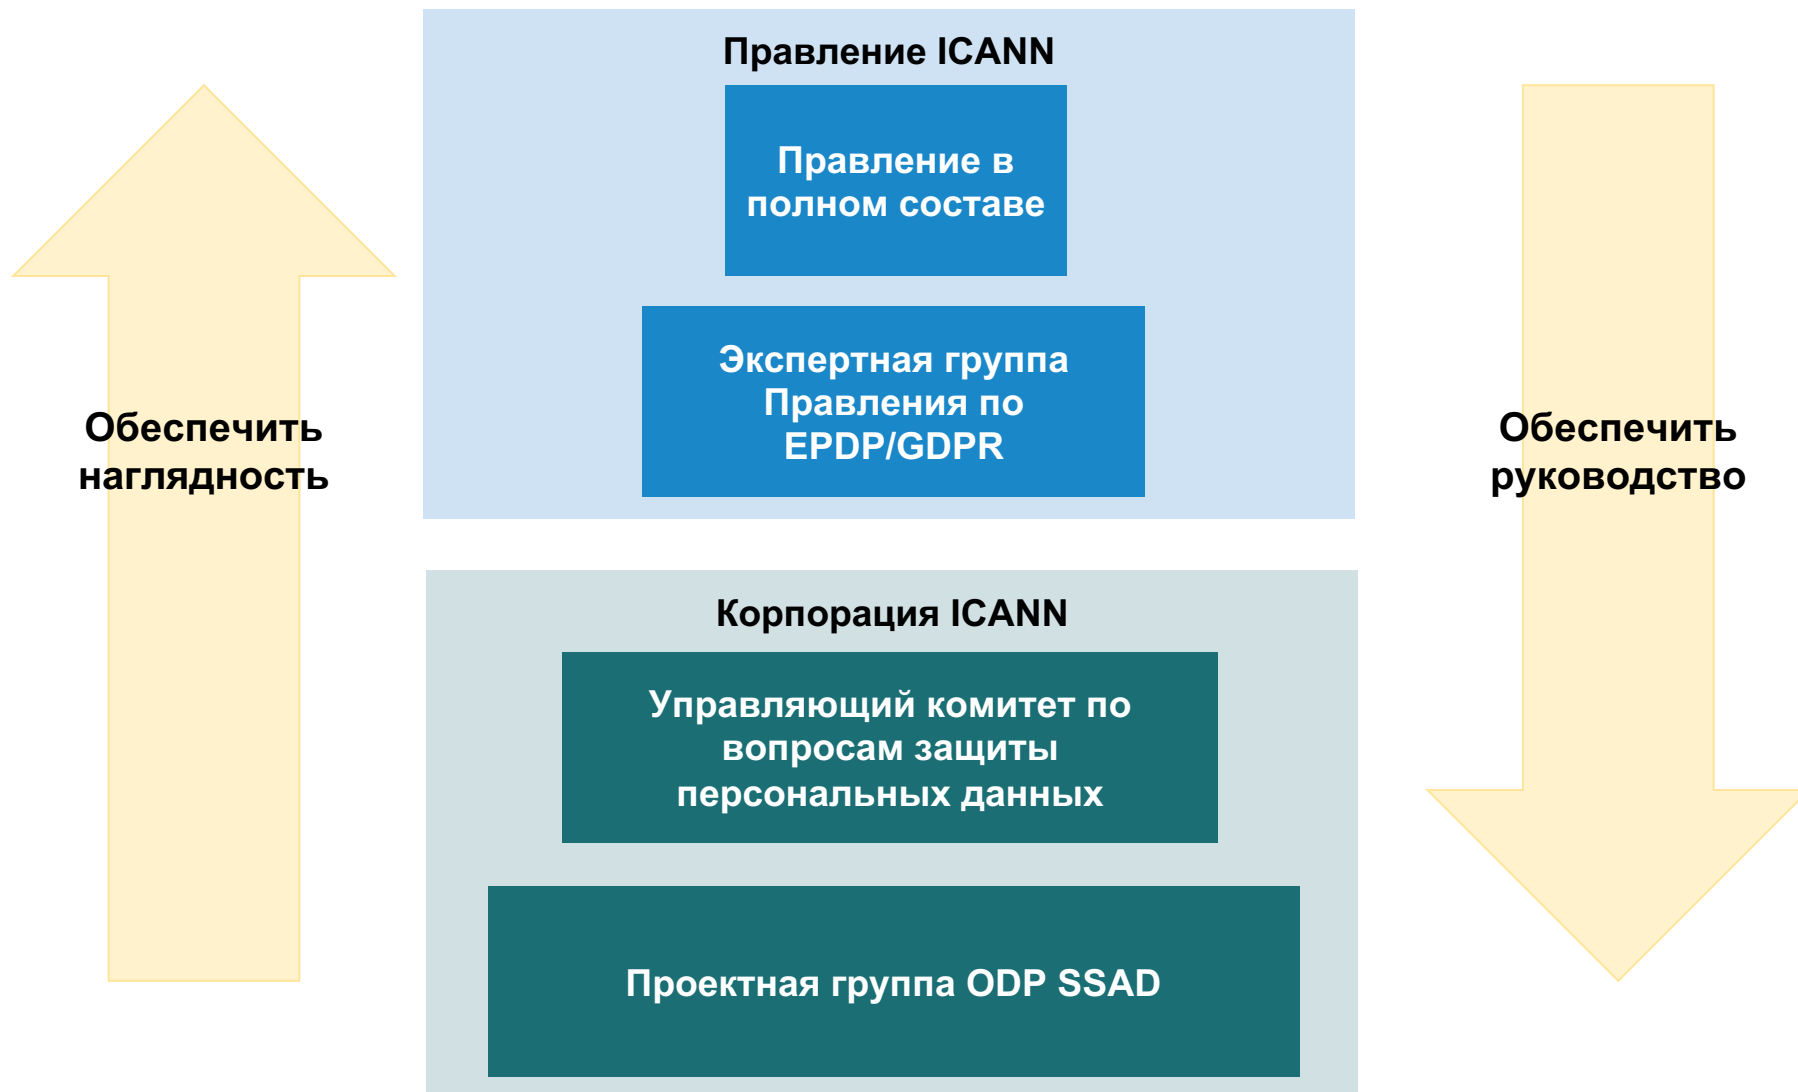 Правление ICANN
Правление в
полном составе
Экспертная группа
Правления по
EPDP/GDPR
Обеспечить
наглядность
Обеспечить
руководство
Корпорация ICANN
Управляющий комитет по
вопросам защиты
персональных данных
Проектная группа ODP SSAD